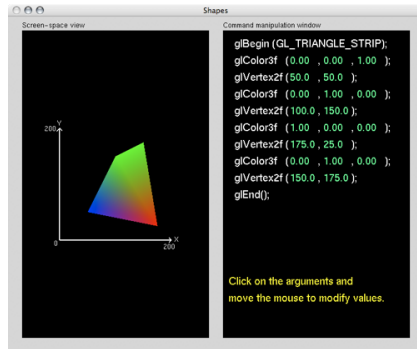 Shapes
Screen-space view
Command manipulation window
Y
200
0
200
X
glBegin (GL_TRIANGLE_STRIP);
glColor3f ( 0.00 , 0.00 , 1.00 );
glVertex2f ( 50.0 , 50.0 );
glColor3f ( 0.00 , 1.00 , 0.00 );
glVertex2f ( 100.0 , 150.0 );
glColor3f ( 1.00 , 0.00 , 0.00 );
glVertex2f ( 175.0 , 25.0 );
glColor3f ( 0.00 , 1.00 , 0.00 );
glVertex2f ( 150.0 , 175.0 );
glEnd();
Click on the arguments and
move the mouse to modify values.